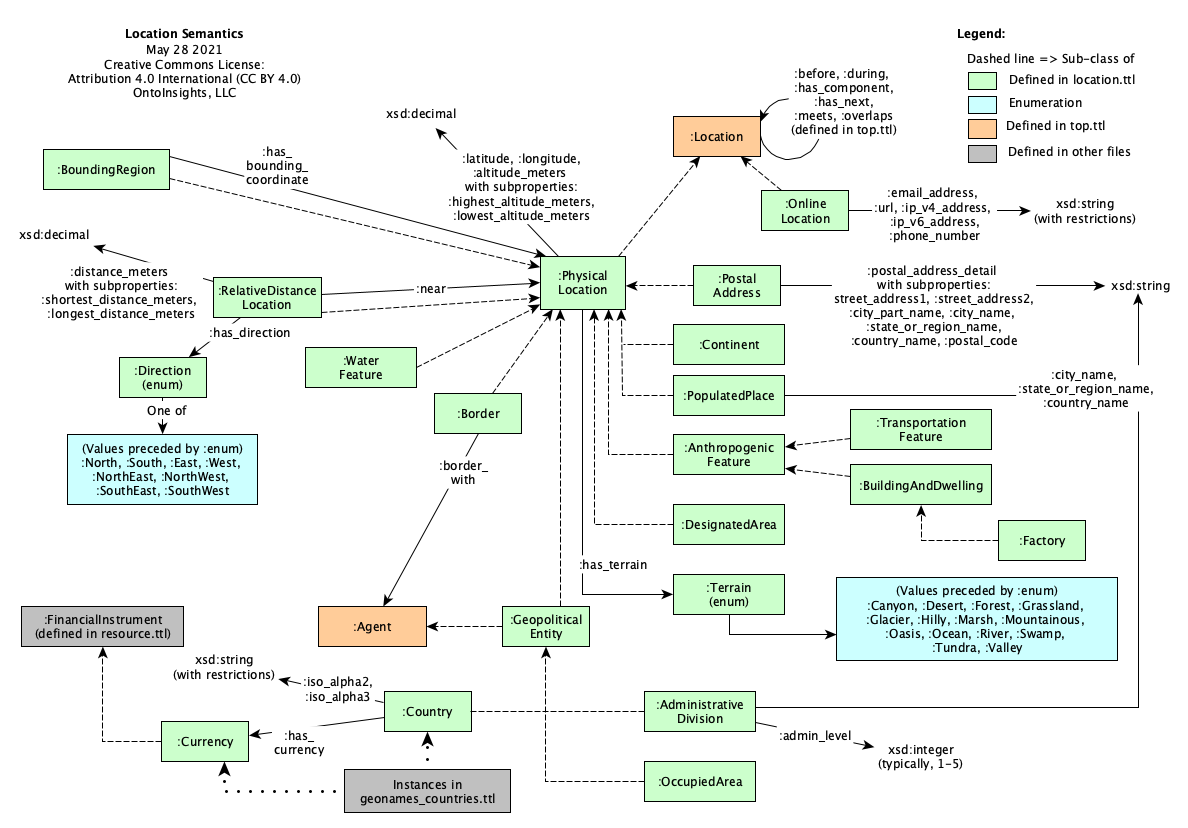 Location Semantics
May 28 2021
Creative Commons License:
Attribution 4.0 International (CC BY 4.0)
OntoInsights, LLC
Legend:
Dashed line => Sub-class of
Defined in location.ttl
Enumeration
Defined in top.ttl
Defined in other files
:before, :during,
:has_component,
:has_next,
:meets, :overlaps
(defined in top.ttl)
:Location
xsd:decimal
:latitude, :longitude,
:altitude_meters
with subproperties:
:highest_altitude_meters,
:lowest_altitude_meters
:BoundingRegion
:has_
bounding_
coordinate
:Online
Location
:email_address,
:url, :ip_v4_address,
:ip_v6_address,
:phone_number
xsd:string
(with restrictions)
xsd:decimal
:distance_meters
with subproperties:
:shortest_distance_meters,
:longest_distance_meters
:RelativeDistance
Location
:near
:Physical
Location
:Postal
Address
:postal_address_detail
with subproperties:
street_address1, :street_address2,
:city_part_name, :city_name,
:state_or_region_name,
:country_name, :postal_code
xsd:string
:has_direction
:Direction
(enum)
One of
(Values preceded by :enum)
:North, :South, :East, :West,
:NorthEast, :NorthWest,
:SouthEast, :SouthWest
:Water
Feature
:Border
:border_
with
:Continent
:PopulatedPlace
:city_name,
:state_or_region_name,
:country_name
:Anthropogenic
Feature
:Transportation
Feature
:BuildingAndDwelling
:Factory
:DesignatedArea
:has_terrain
:Terrain
(enum)
(Values preceded by :enum)
:Canyon, :Desert, :Forest, :Grassland,
:Glacier, :Hilly, :Marsh, :Mountainous,
:Oasis, :Ocean, :River, :Swamp,
:Tundra, :Valley
:FinancialInstrument
(defined in resource.ttl)
:Agent
:Geopolitical
Entity
xsd:string
(with restrictions)
:iso_alpha2,
:iso_alpha3
:Country
:Administrative
Division
:admin_level
xsd:integer
(typically, 1-5)
:Currency
:has_
currency
Instances in
geonames_countries.ttl
:OccupiedArea